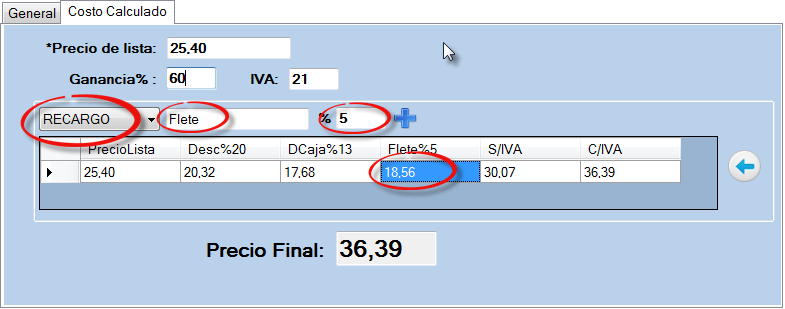 General Costo Calculado
*Precio de lista: 25,40
Ganancia% : 60 IVA: 21
RECARGO Flete % 5
PrecioLista Desc%20 DCaja%13 Flete%5 S/IVA C/IVA
25,40 20,32 17,68 18,56 30,07 36,39
Precio Final: 36,39